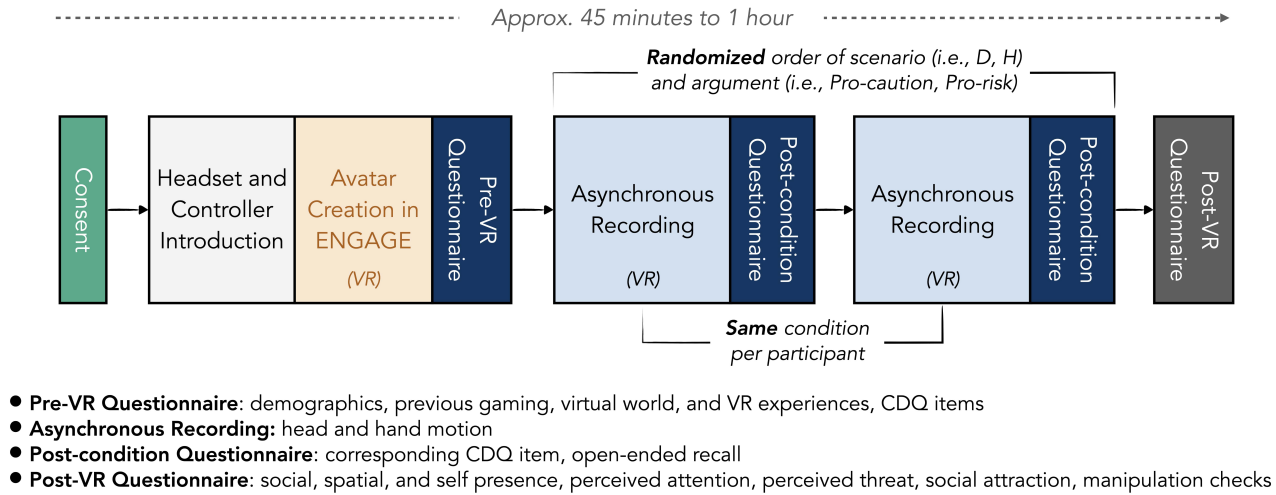 Approx. 45 minutes to 1 hour
Randomized order of scenario (i.e., D, H)
and argument (i.e., Pro-caution, Pro-risk)
Consent
Headset and
Controller
Introduction
Avatar
Creation in
ENGAGE
(VR)
Pre-VR
Questionnaire
Asynchronous
Recording
(VR)
Post-condition
Questionnaire
Asynchronous
Recording
(VR)
Post-condition
Questionnaire
Post-VR
Questionnaire
Same condition
per participant
● Pre-VR Questionnaire: demographics, previous gaming, virtual world, and VR experiences, CDQ items
● Asynchronous Recording: head and hand motion
● Post-condition Questionnaire: corresponding CDQ item, open-ended recall
● Post-VR Questionnaire: social, spatial, and self presence, perceived attention, perceived threat, social attraction, manipulation checks